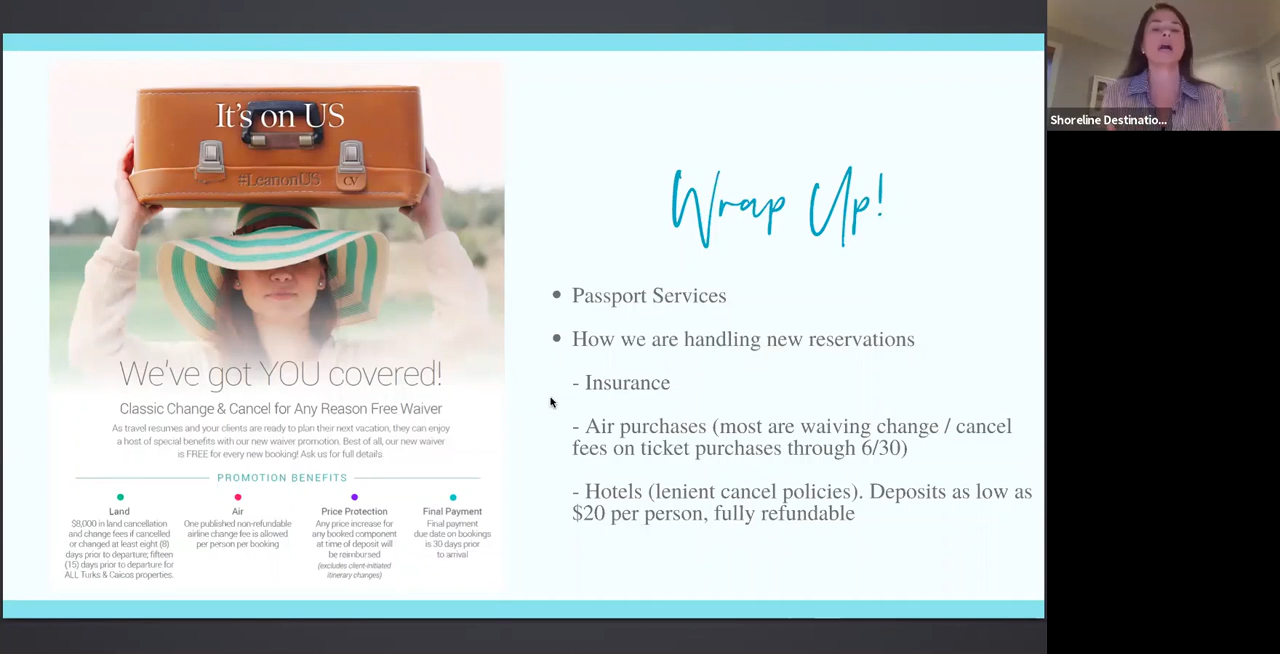 It's on US
#LeanonUS
CV
We've got YOU covered!
Classic Change & Cancel for Any Reason Free Waiver
As travel resumes and your clients are ready to plan their next vacation, they can enjoy
a host of special benefits with our new waiver promotion. Best of all, our new waiver
is FREE for every new booking! Ask us for full details.
PROMOTION BENEFITS
Land
$8,000 in land cancellation
and change fees if cancelled
or changed at least eight (8)
days prior to departure; fifteen
(15) days prior to departure for
ALL Turks & Caicos properties.
Air
One published non-refundable
airline change fee is allowed
per person per booking
Price Protection
Any price increase for
any booked component
at time of deposit will
be reimbursed
(excludes client-initiated
itinerary changes)
Final Payment
Final payment
due date on bookings
is 30 days prior
to arrival
Wrap Up!
• Passport Services
• How we are handling new reservations
- Insurance
- Air purchases (most are waiving change / cancel
fees on ticket purchases through 6/30)
- Hotels (lenient cancel policies). Deposits as low as
$20 per person, fully refundable
Shoreline Destinatio...